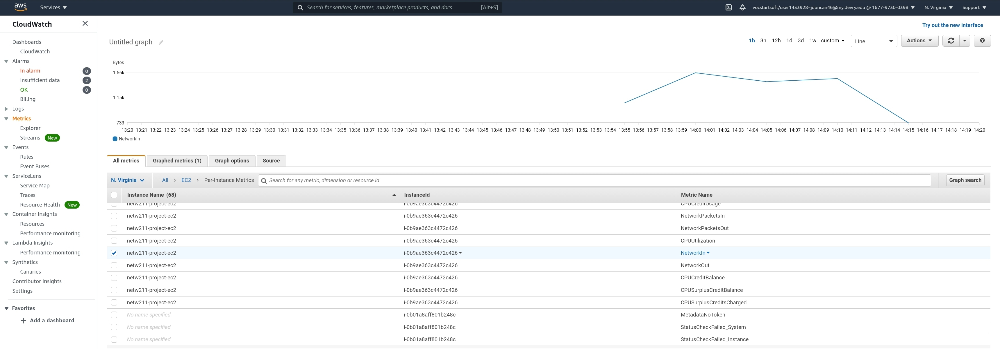 aws Services Search for services, features, marketplace products, and docs [Alt+S] vocstartsoft/user1433928=jduncan46@my.devry.edu @ 1677-9730-0398 N. Virginia Support
CloudWatch
Dashboards
CloudWatch
Alarms
In alarm 0
Insufficient data 2
OK 0
Billing
Logs
Metrics
Explorer
Streams New
Events
Rules
Event Buses
ServiceLens
Service Map
Traces
Resource Health New
Container Insights
Resources
Performance monitoring
Lambda Insights
Performance monitoring
Synthetics
Canaries
Contributor Insights
Settings
Favorites
Add a dashboard
Try out the new interface
Untitled graph 1h 3h 12h 1d 3d 1w custom Line Actions
Bytes
1.56k
1.15k
733
13:20 13:21 13:22 13:23 13:24 13:25 13:26 13:27 13:28 13:29 13:30 13:31 13:32 13:33 13:34 13:35 13:36 13:37 13:38 13:39 13:40 13:41 13:42 13:43 13:44 13:45 13:46 13:47 13:48 13:49 13:50 13:51 13:52 13:53 13:54 13:55 13:56 13:57 13:58 13:59 14:00 14:01 14:02 14:03 14:04 14:05 14:06 14:07 14:08 14:09 14:10 14:11 14:12 14:13 14:14 14:15 14:16 14:17 14:18 14:19 14:20
NetworkIn
All metrics Graphed metrics (1) Graph options Source
N. Virginia All > EC2 > Per-Instance Metrics Search for any metric, dimension or resource id Graph search
Instance Name (68) InstanceId Metric Name
netw211-project-ec2 i-0b9ae363c4472c426 CPUCreditUsage
netw211-project-ec2 i-0b9ae363c4472c426 NetworkPacketsIn
netw211-project-ec2 i-0b9ae363c4472c426 NetworkPacketsOut
netw211-project-ec2 i-0b9ae363c4472c426 CPUUtilization
netw211-project-ec2 i-0b9ae363c4472c426 NetworkIn
netw211-project-ec2 i-0b9ae363c4472c426 NetworkOut
netw211-project-ec2 i-0b9ae363c4472c426 CPUCreditBalance
netw211-project-ec2 i-0b9ae363c4472c426 CPUSurplusCreditBalance
netw211-project-ec2 i-0b9ae363c4472c426 CPUSurplusCreditsCharged
No name specified i-0b01a8aff801b248c MetadataNoToken
No name specified i-0b01a8aff801b248c StatusCheckFailed_System
No name specified i-0b01a8aff801b248c StatusCheckFailed_Instance